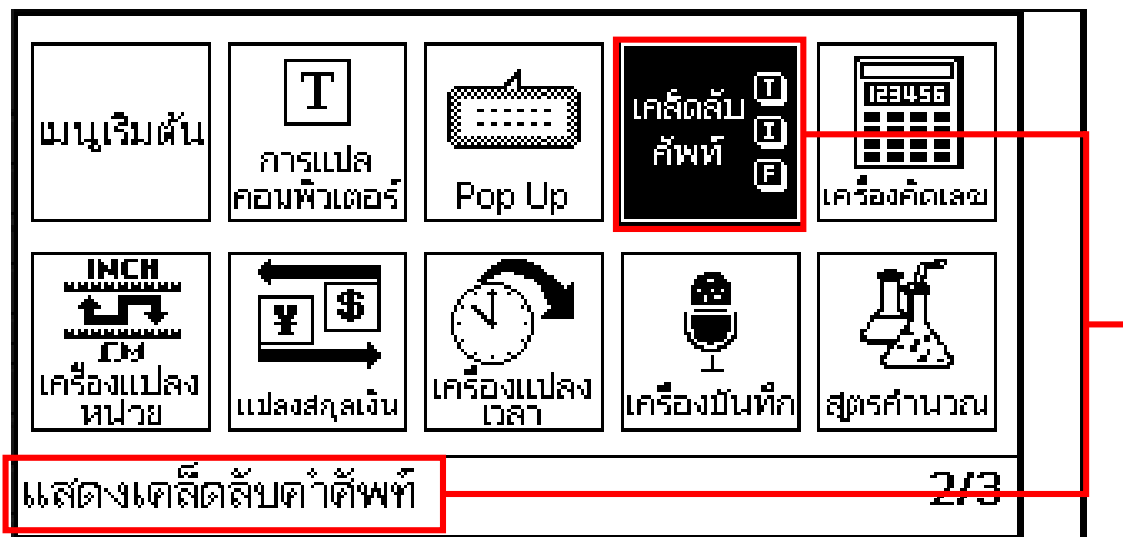 เมนูเริ่มต้น
T
การแปล
คอมพิวเตอร์
Pop Up
เคล็ดลับ
ศัพท์
T
I
F
123456
เครื่องคิดเลข
INCH
CM
เครื่องแปลง
หน่วย
¥ $
แปลงสกุลเงิน
เครื่องแปลง
เวลา
เครื่องบันทึก
สูตรคำนวณ
แสดงเคล็ดลับคำศัพท์
2/3